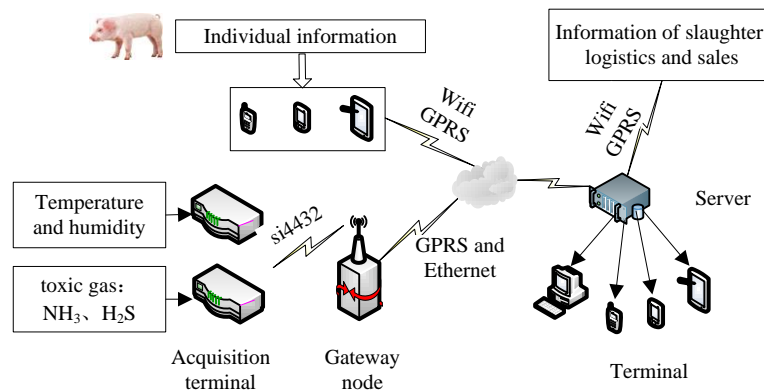 Individual information
Information of slaughter
logistics and sales
Wifi
GPRS
Wifi
GPRS
Temperature
and humidity
si4432
Server
GPRS and
Ethernet
toxic gas：
NH₃、H₂S
Acquisition
terminal
Gateway
node
Terminal